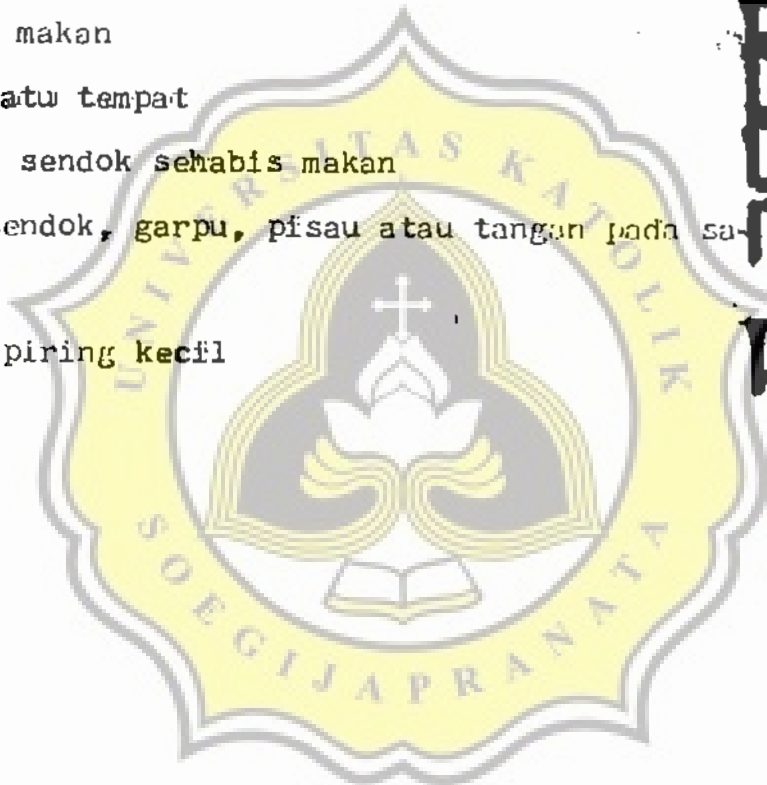 makan
atu tempat
sendok sehabis makan
endok, garpu, pisau atau tangan pada sa-
piring kecil
UNIVERSITAS KATOLIK
SOEGIJAPRANATA